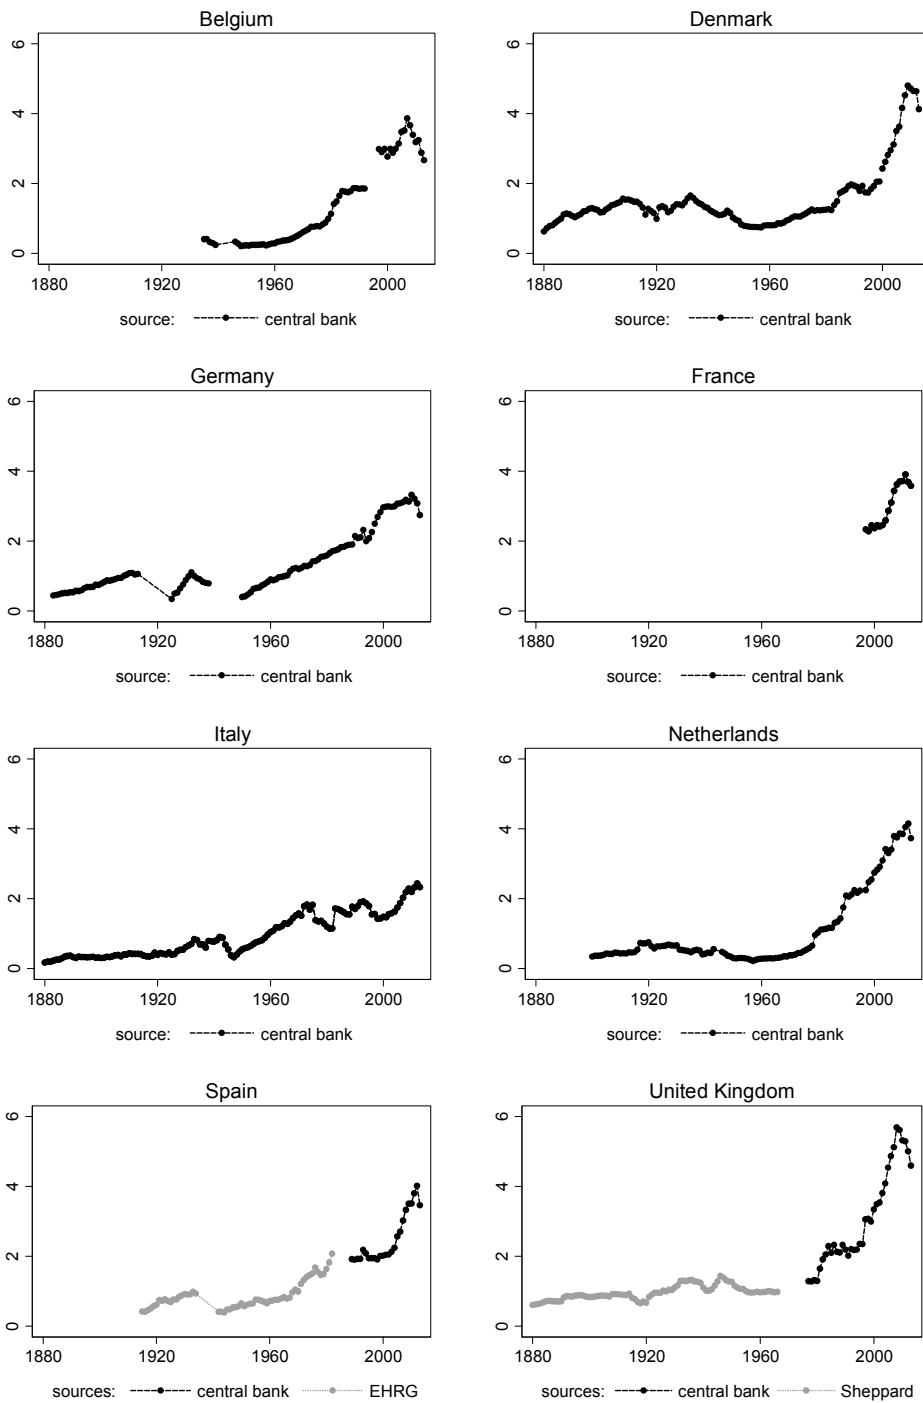 Belgium
0 2 4 6
1880 1920 1960 2000
source: central bank
Denmark
0 2 4 6
1880 1920 1960 2000
source: central bank
Germany
0 2 4 6
1880 1920 1960 2000
source: central bank
France
0 2 4 6
1880 1920 1960 2000
source: central bank
Italy
0 2 4 6
1880 1920 1960 2000
source: central bank
Netherlands
0 2 4 6
1880 1920 1960 2000
source: central bank
Spain
0 2 4 6
1880 1920 1960 2000
sources: central bank EHRG
United Kingdom
0 2 4 6
1880 1920 1960 2000
sources: central bank Sheppard